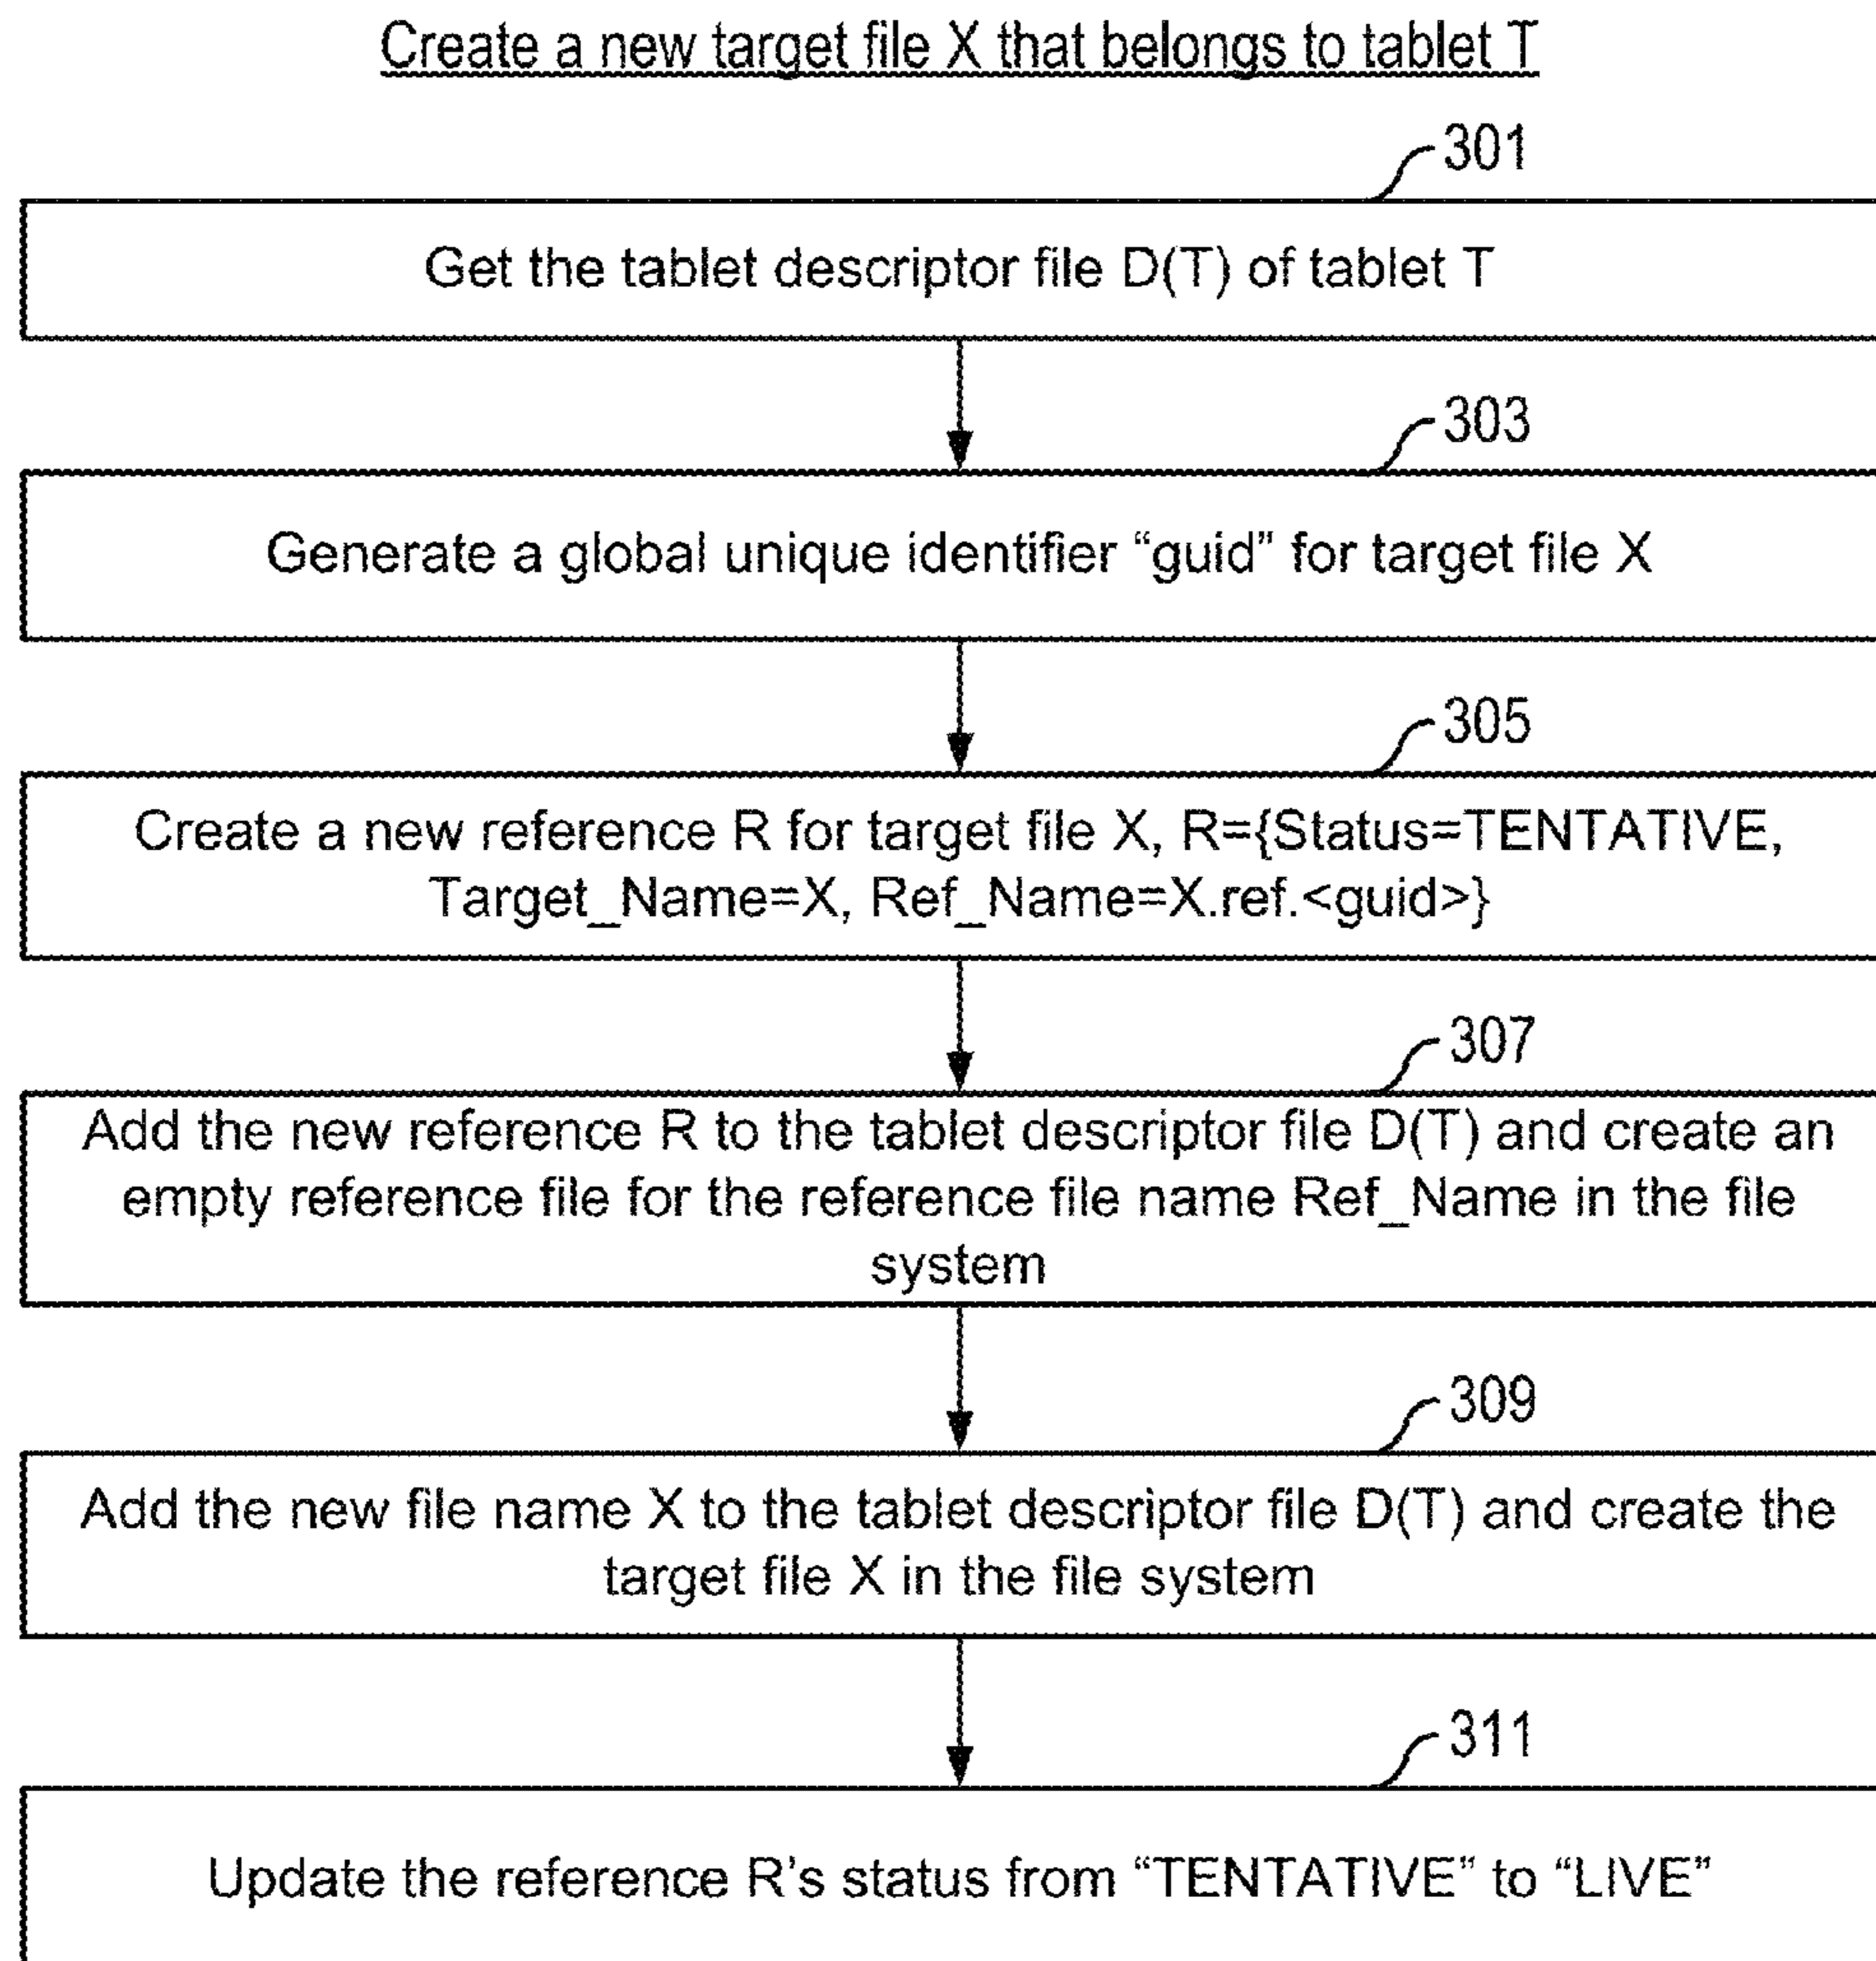 Create a new target file X that belongs to tablet T
301
Get the tablet descriptor file D(T) of tablet T
303
Generate a global unique identifier “guid” for target file X
305
Create a new reference R for target file X, R={Status=TENTATIVE,
Target_Name=X, Ref_Name=X.ref.<guid>}
307
Add the new reference R to the tablet descriptor file D(T) and create an
empty reference file for the reference file name Ref_Name in the file
system
309
Add the new file name X to the tablet descriptor file D(T) and create the
target file X in the file system
311
Update the reference R’s status from “TENTATIVE” to “LIVE”